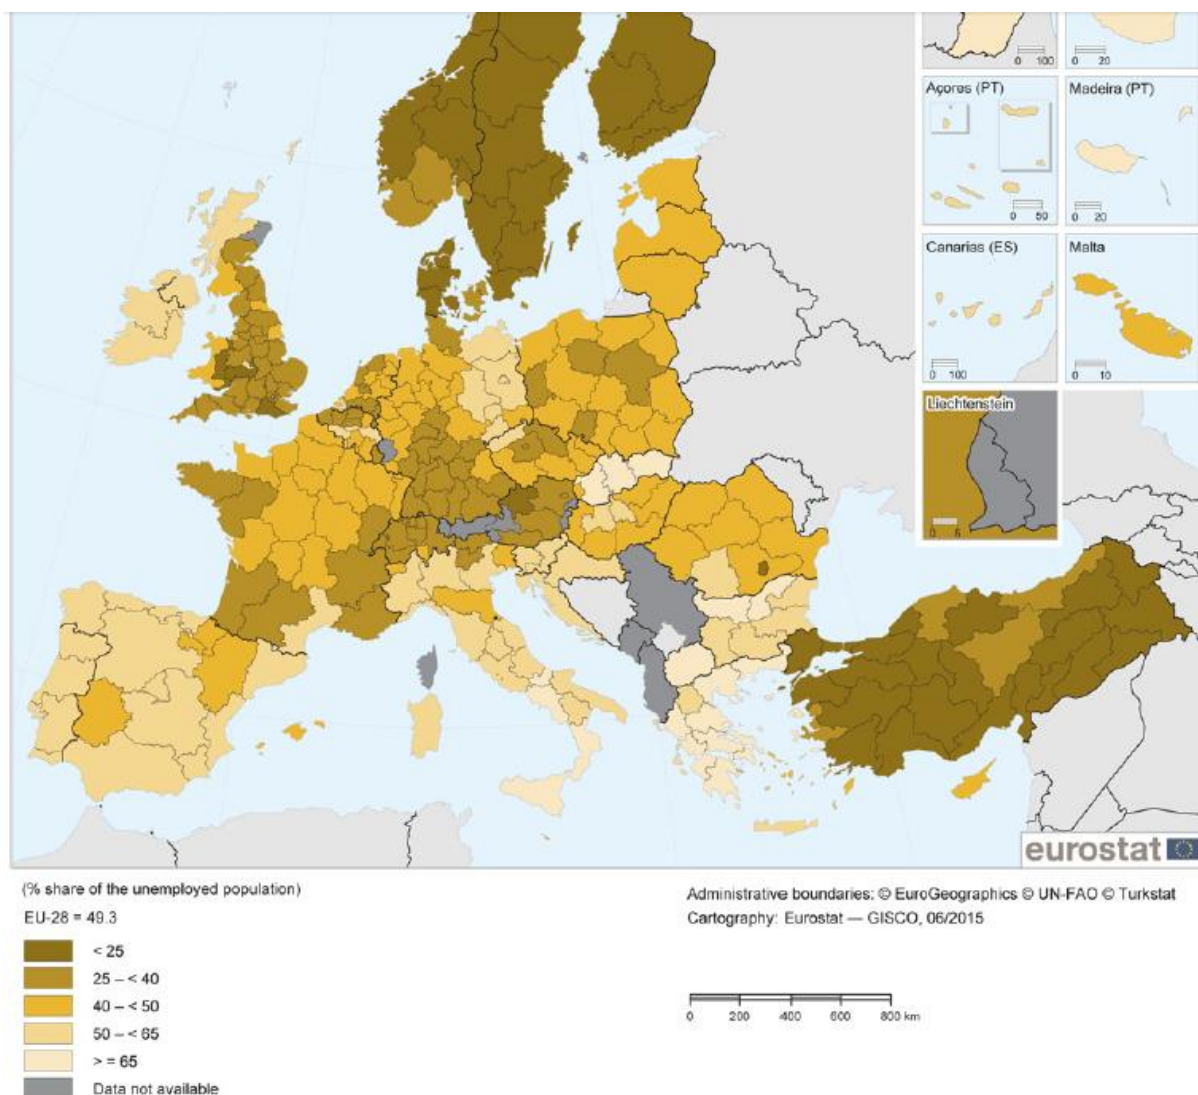 0 100
0 20
Açores (PT)
Madeira (PT)
0 50
0 20
Canarias (ES)
Malta
0 100
0 10
Liechtenstein
0 5
eurostat
(% share of the unemployed population)
EU-28 = 49.3
< 25
25 – < 40
40 – < 50
50 – < 65
> = 65
Data not available
Administrative boundaries: © EuroGeographics © UN-FAO © Turkstat
Cartography: Eurostat — GISCO, 06/2015
0 200 400 600 800 km